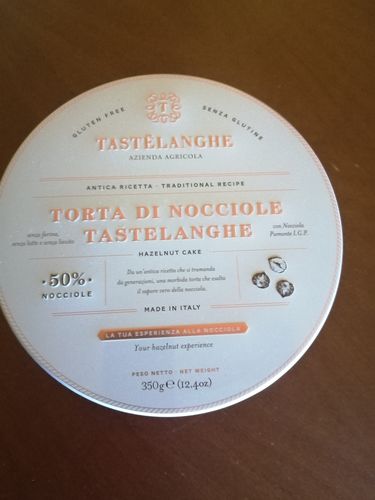 GLUTEN FREE
SENZA GLUTINE
T
TASTËLANGHE
AZIENDA AGRICOLA
ANTICA RICETTA · TRADITIONAL RECIPE
TORTA DI NOCCIOLE
TASTELANGHE
senza farina,
senza latte e senza lievito
con Nocciola
Piemonte I.G.P.
HAZELNUT CAKE
·50%·
NOCCIOLE
Da un'antica ricetta che si tramanda
da generazioni, una morbida torta che esalta
il sapore vero della nocciola.
MADE IN ITALY
LA TUA ESPERIENZA ALLA NOCCIOLA
Your hazelnut experience
PESO NETTO · NET WEIGHT
350g e (12.4oz)